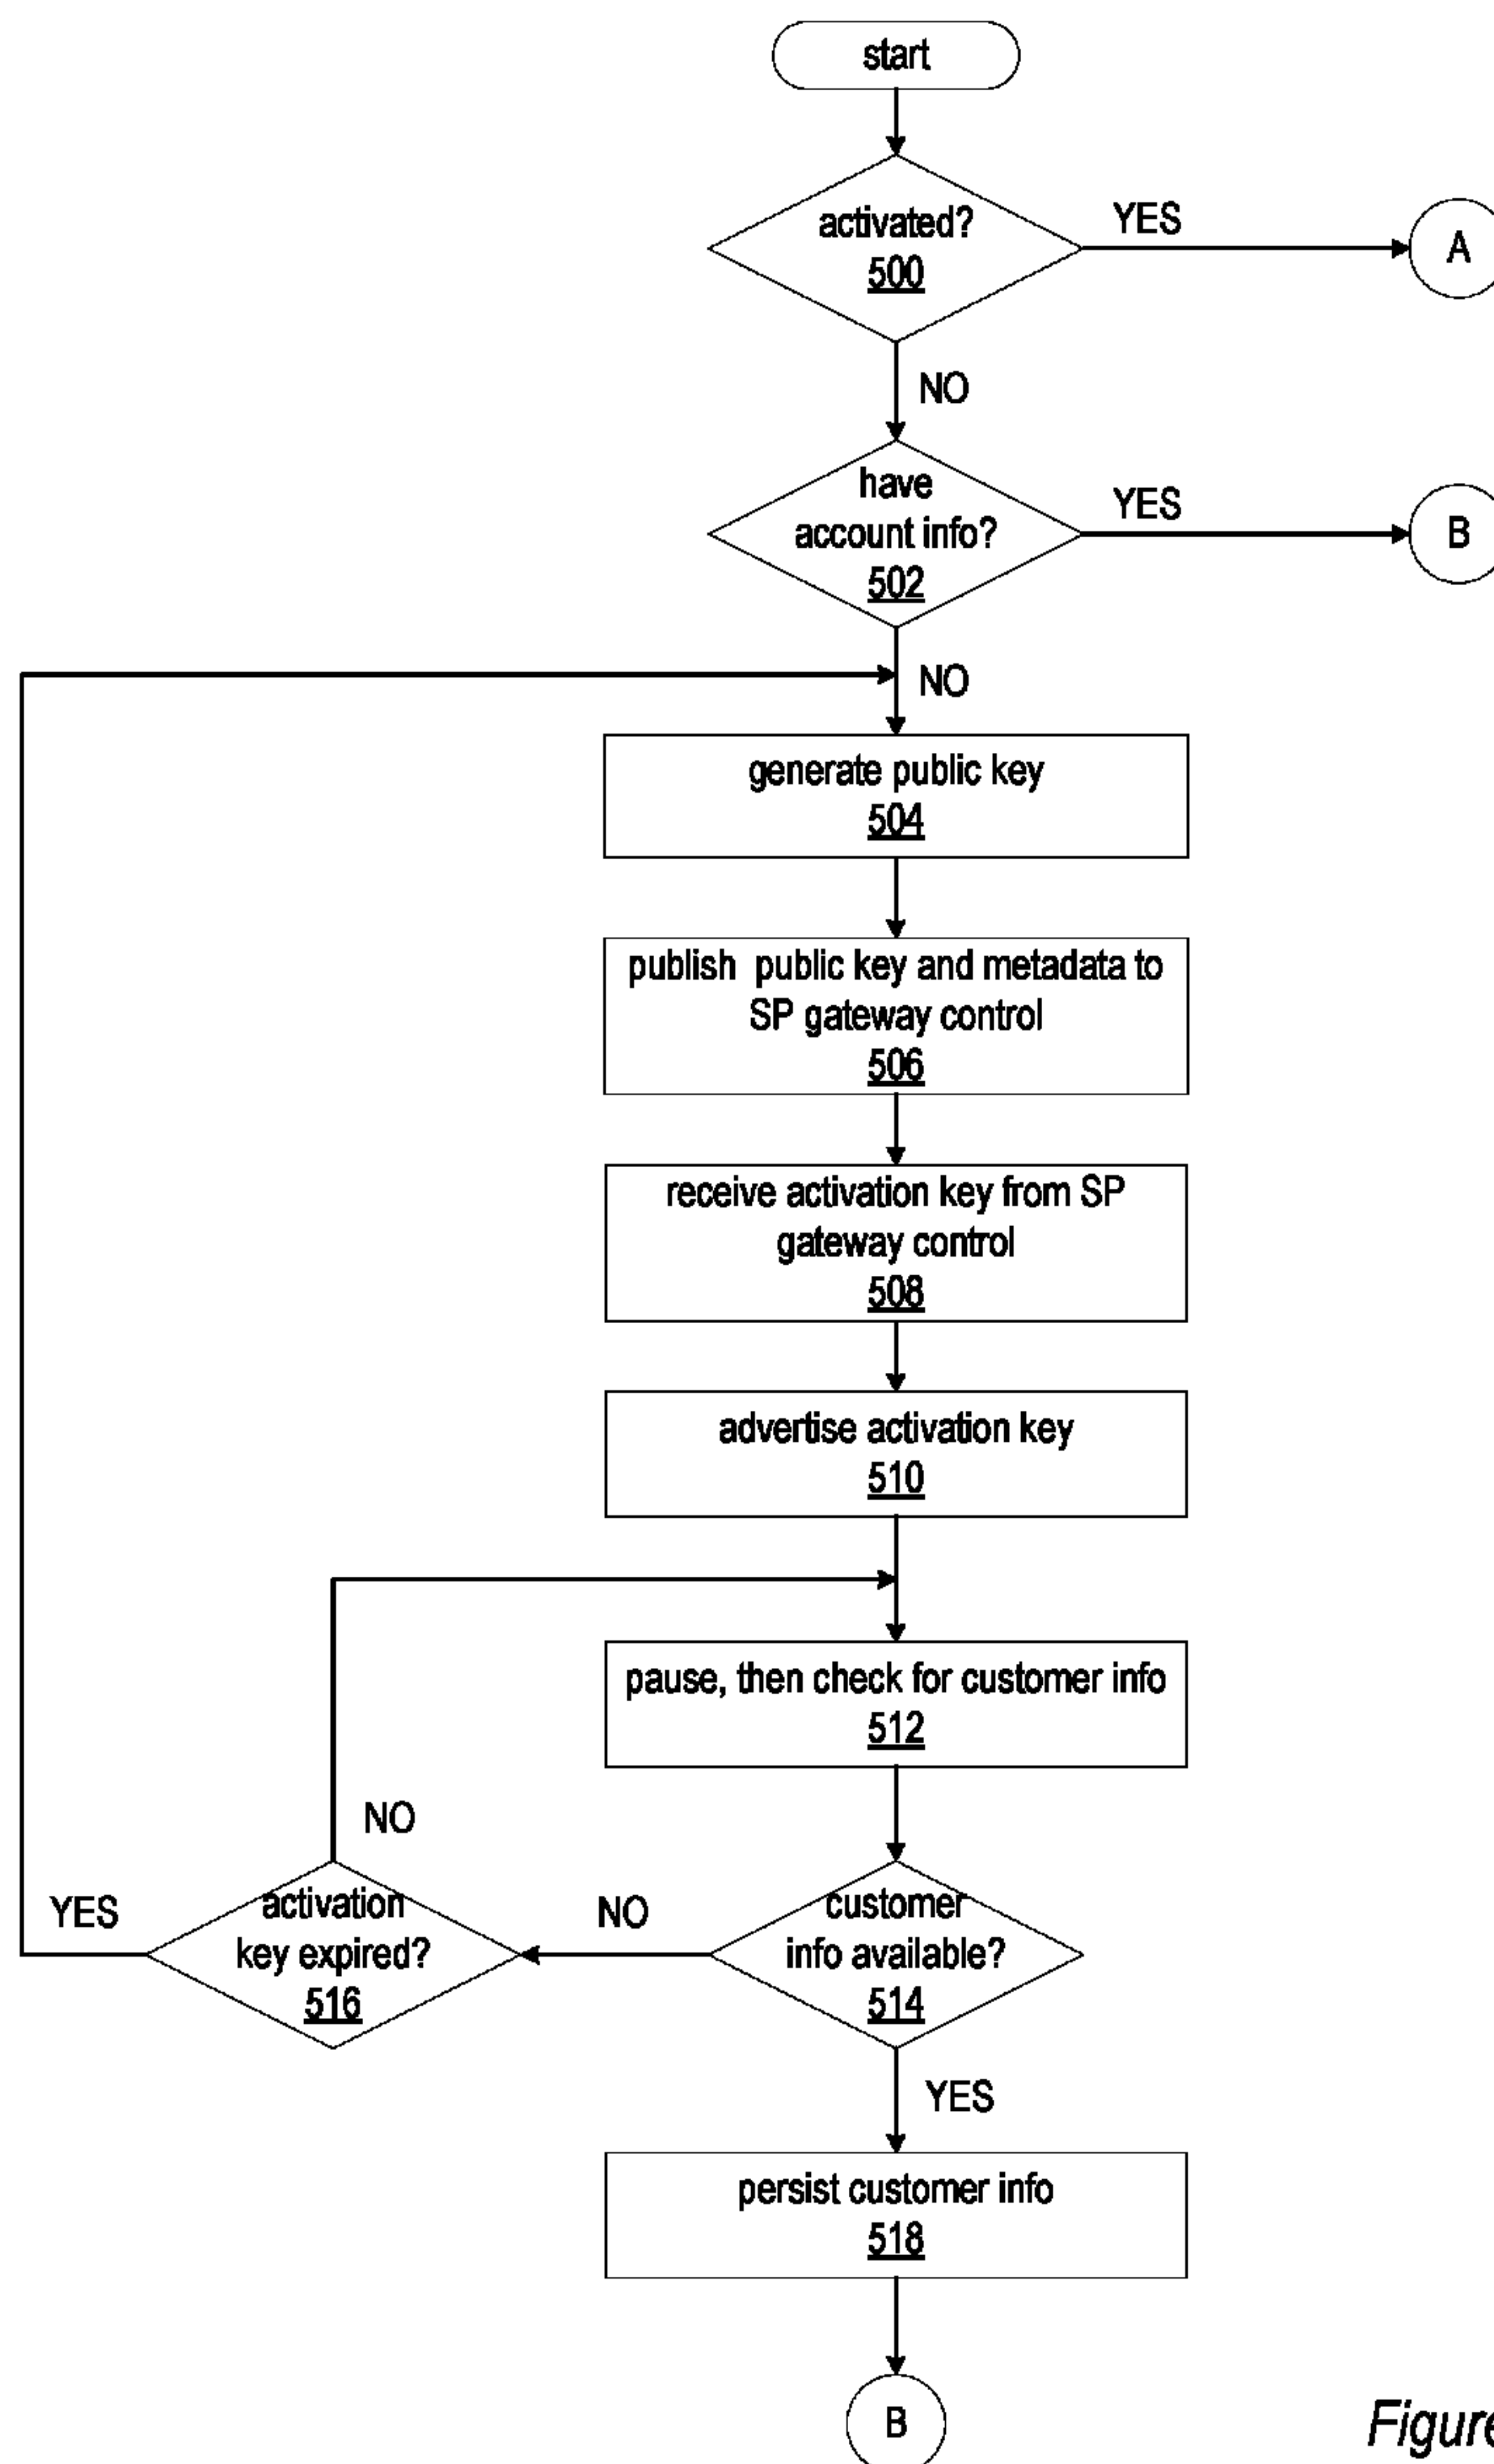 start
activated?
500
YES
A
NO
have
account info?
502
YES
B
NO
generate public key
504
publish public key and metadata to
SP gateway control
506
receive activation key from SP
gateway control
508
advertise activation key
510
pause, then check for customer info
512
NO
YES
activation
key expired?
516
NO
customer
info available?
514
YES
persist customer info
518
B
Figure